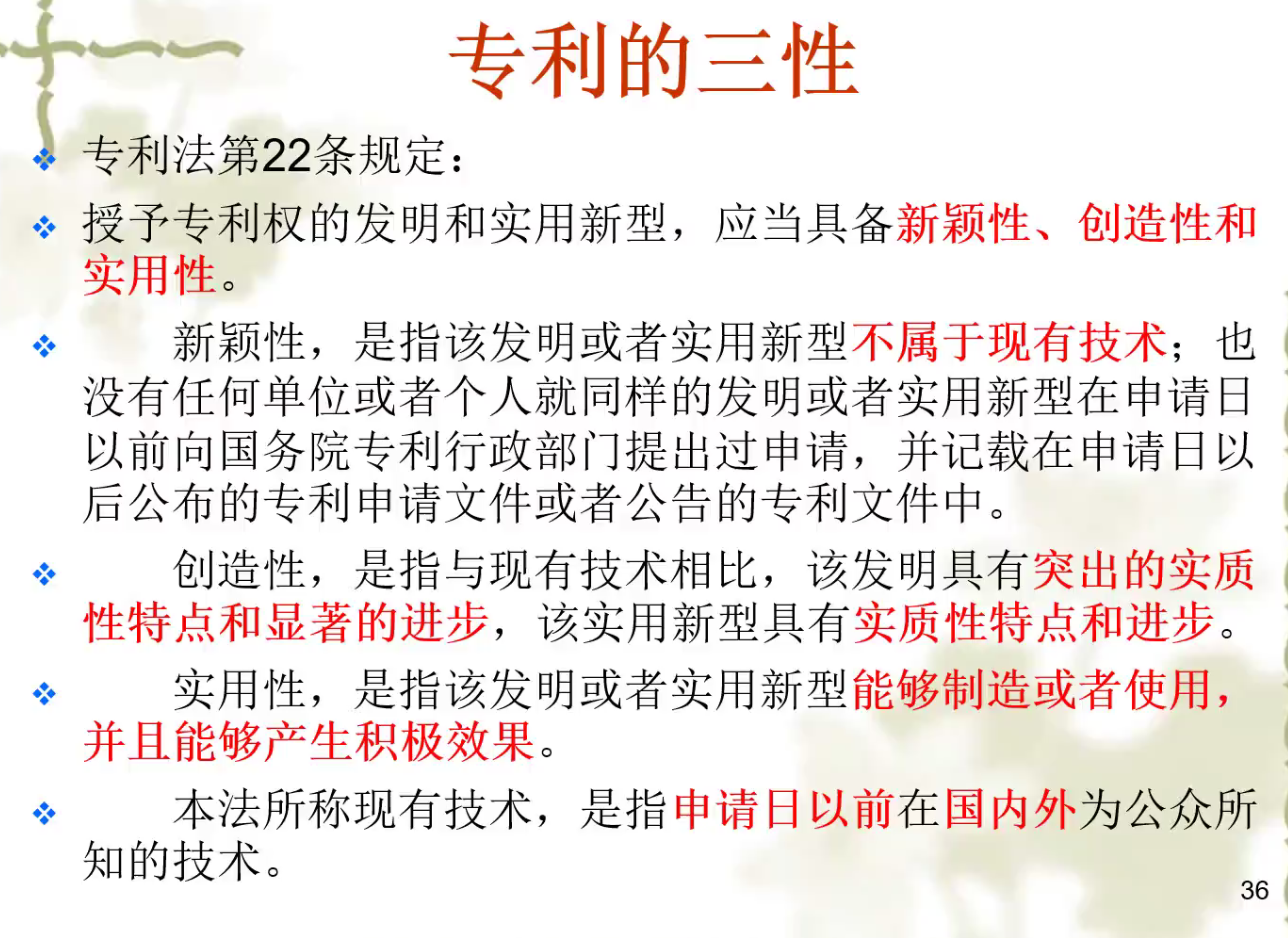 专利的三性
专利法第22条规定：
授予专利权的发明和实用新型，应当具备新颖性、创造性和
实用性。
新颖性，是指该发明或者实用新型不属于现有技术；也
没有任何单位或者个人就同样的发明或者实用新型在申请日
以前向国务院专利行政部门提出过申请，并记载在申请日以
后公布的专利申请文件或者公告的专利文件中。
创造性，是指与现有技术相比，该发明具有突出的实质
性特点和显著的进步，该实用新型具有实质性特点和进步。
实用性，是指该发明或者实用新型能够制造或者使用，
并且能够产生积极效果。
本法所称现有技术，是指申请日以前在国内外为公众所
知的技术。
36